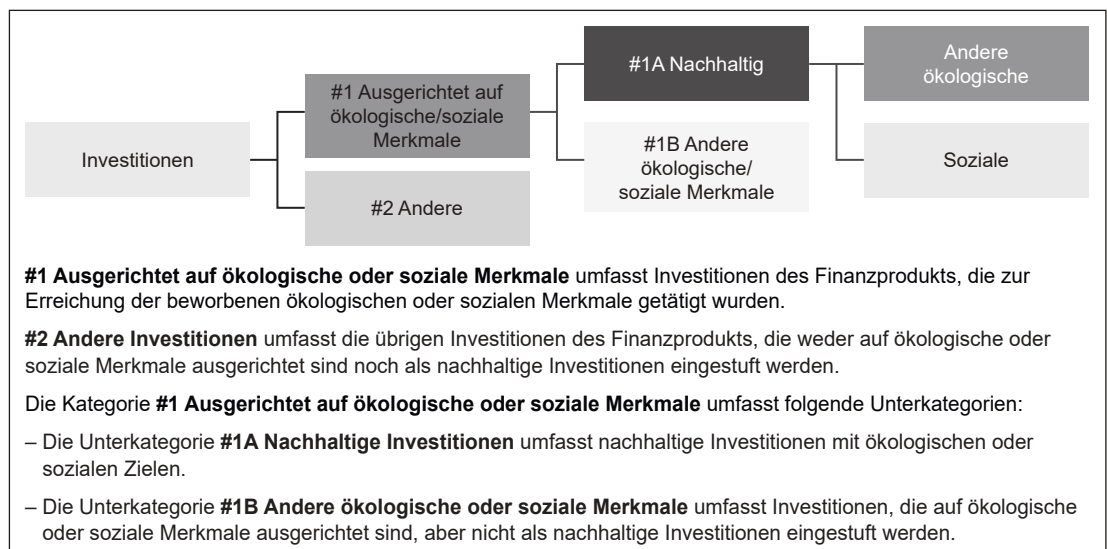 Investitionen
#1 Ausgerichtet auf
ökologische/soziale
Merkmale
#2 Andere
#1A Nachhaltig
#1B Andere
ökologische/
soziale Merkmale
Andere
ökologische
Soziale
#1 Ausgerichtet auf ökologische oder soziale Merkmale umfasst Investitionen des Finanzprodukts, die zur
Erreichung der beworbenen ökologischen oder sozialen Merkmale getätigt wurden.
#2 Andere Investitionen umfasst die übrigen Investitionen des Finanzprodukts, die weder auf ökologische oder
soziale Merkmale ausgerichtet sind noch als nachhaltige Investitionen eingestuft werden.
Die Kategorie #1 Ausgerichtet auf ökologische oder soziale Merkmale umfasst folgende Unterkategorien:
– Die Unterkategorie #1A Nachhaltige Investitionen umfasst nachhaltige Investitionen mit ökologischen oder
sozialen Zielen.
– Die Unterkategorie #1B Andere ökologische oder soziale Merkmale umfasst Investitionen, die auf ökologische
oder soziale Merkmale ausgerichtet sind, aber nicht als nachhaltige Investitionen eingestuft werden.